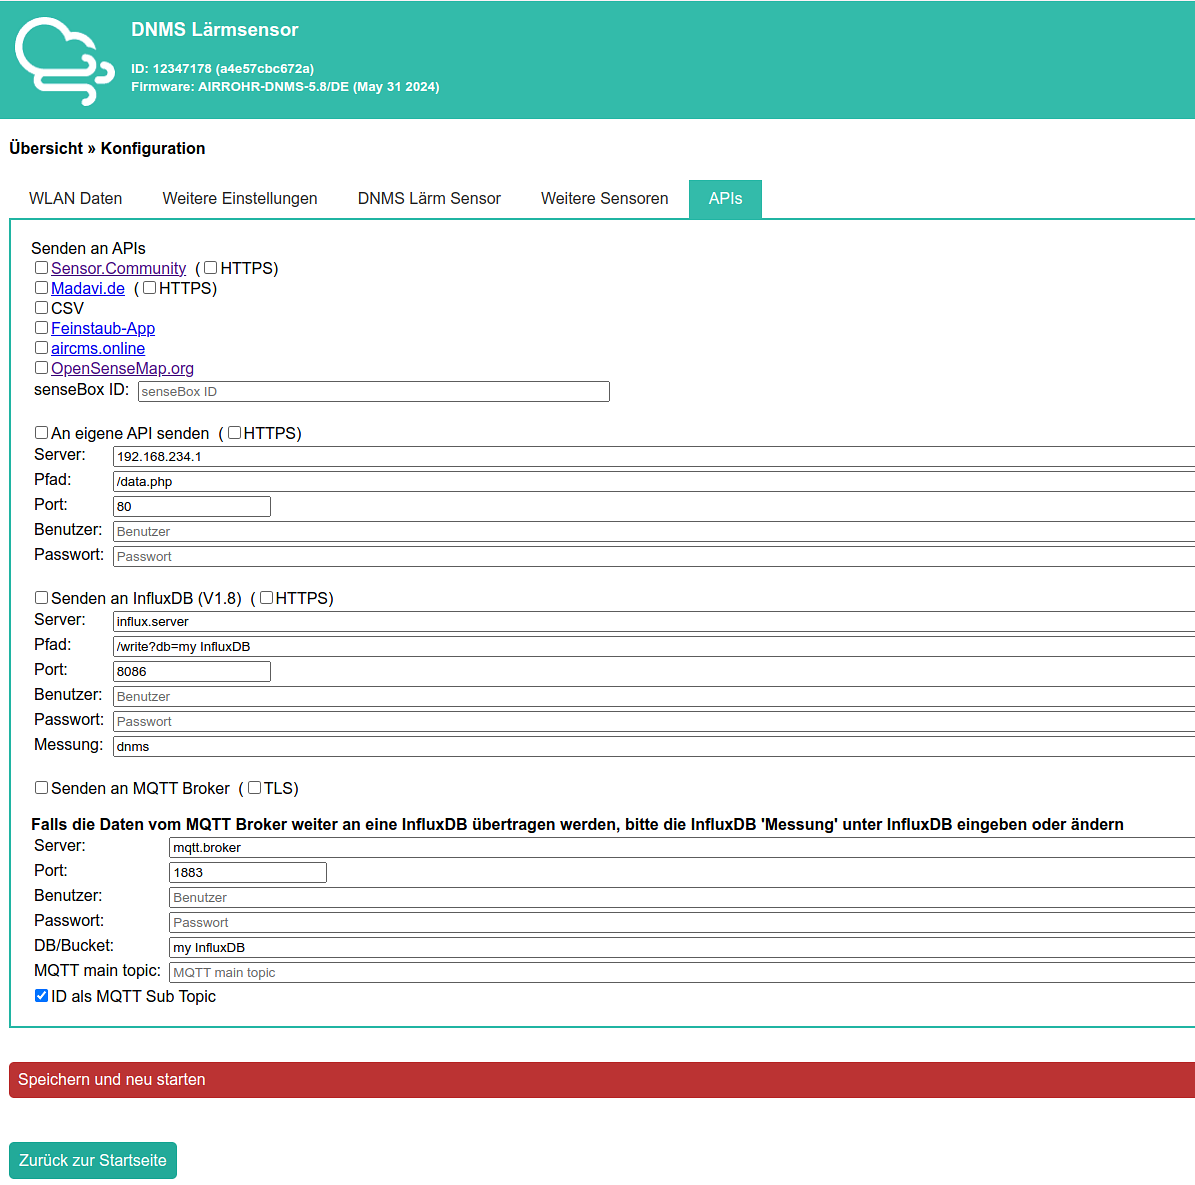 DNMS Lärmsensor
ID: 12347178 (a4e57cbc672a)
Firmware: AIRROHR-DNMS-5.8/DE (May 31 2024)
Übersicht » Konfiguration
WLAN Daten Weitere Einstellungen DNMS Lärm Sensor Weitere Sensoren APIs
Senden an APIs
Sensor.Community (HTTPS)
Madavi.de (HTTPS)
CSV
Feinstaub-App
aircms.online
OpenSenseMap.org
senseBox ID: senseBox ID
An eigene API senden (HTTPS)
Server: 192.168.234.1
Pfad: /data.php
Port: 80
Benutzer: Benutzer
Passwort: Passwort
Senden an InfluxDB (V1.8) (HTTPS)
Server: influx.server
Pfad: /write?db=my InfluxDB
Port: 8086
Benutzer: Benutzer
Passwort: Passwort
Messung: dnms
Senden an MQTT Broker (TLS)
Falls die Daten vom MQTT Broker weiter an eine InfluxDB übertragen werden, bitte die InfluxDB 'Messung' unter InfluxDB eingeben oder ändern
Server: mqtt.broker
Port: 1883
Benutzer: Benutzer
Passwort: Passwort
DB/Bucket: my InfluxDB
MQTT main topic: MQTT main topic
ID als MQTT Sub Topic
Speichern und neu starten
Zurück zur Startseite